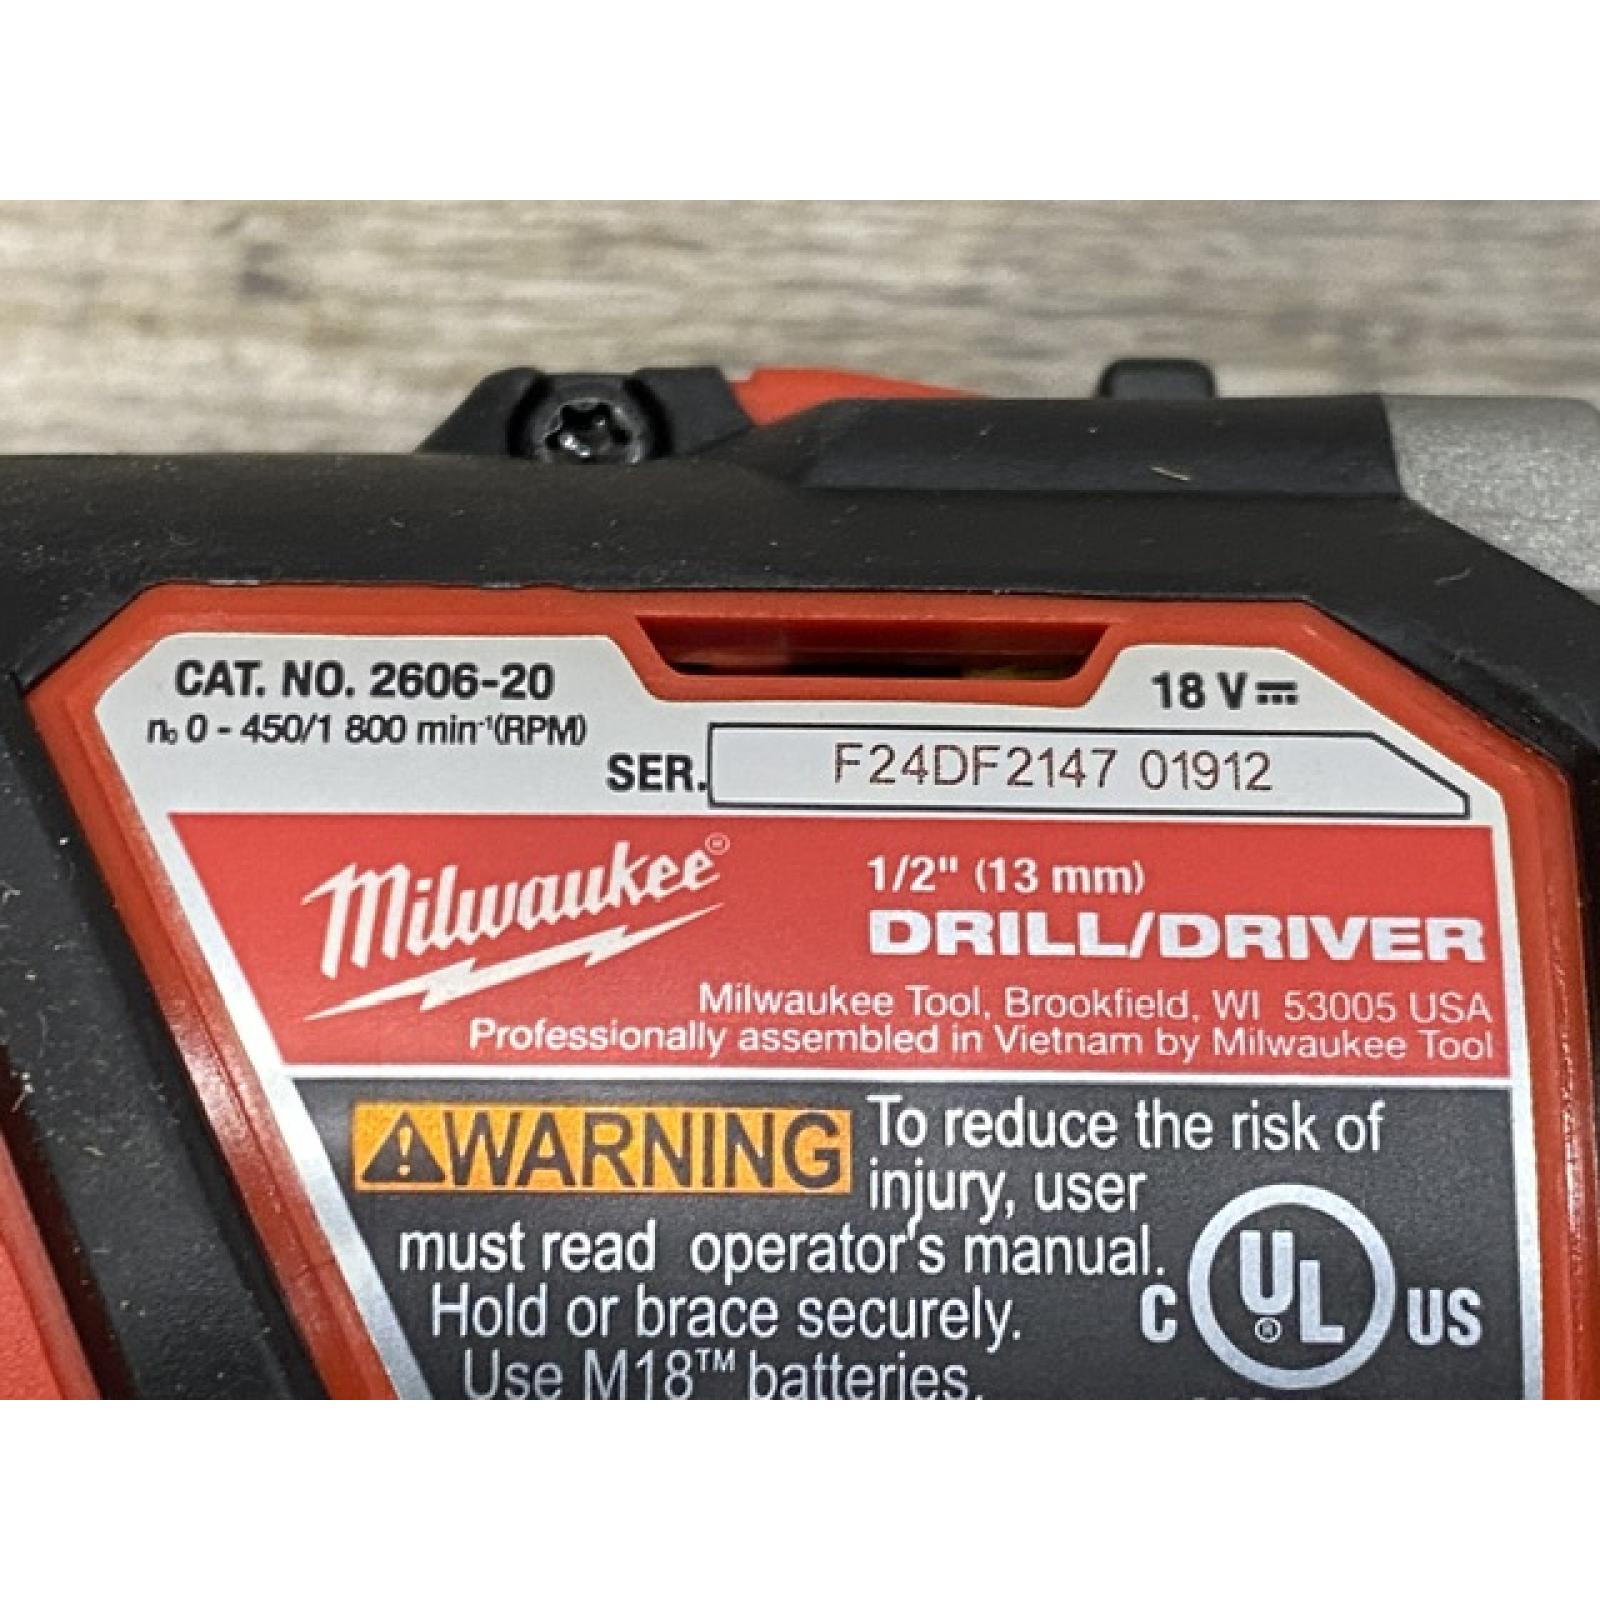 CAT. NO. 2606-20
18 V⎓
n₀ 0 - 450/1 800 min⁻¹(RPM)
SER. F24DF2147 01912
Milwaukee®
1/2" (13 mm)
DRILL/DRIVER
Milwaukee Tool, Brookfield, WI 53005 USA
Professionally assembled in Vietnam by Milwaukee Tool
⚠WARNING To reduce the risk of
injury, user
must read operator's manual.
Hold or brace securely.
Use M18™ batteries.
C UL® US